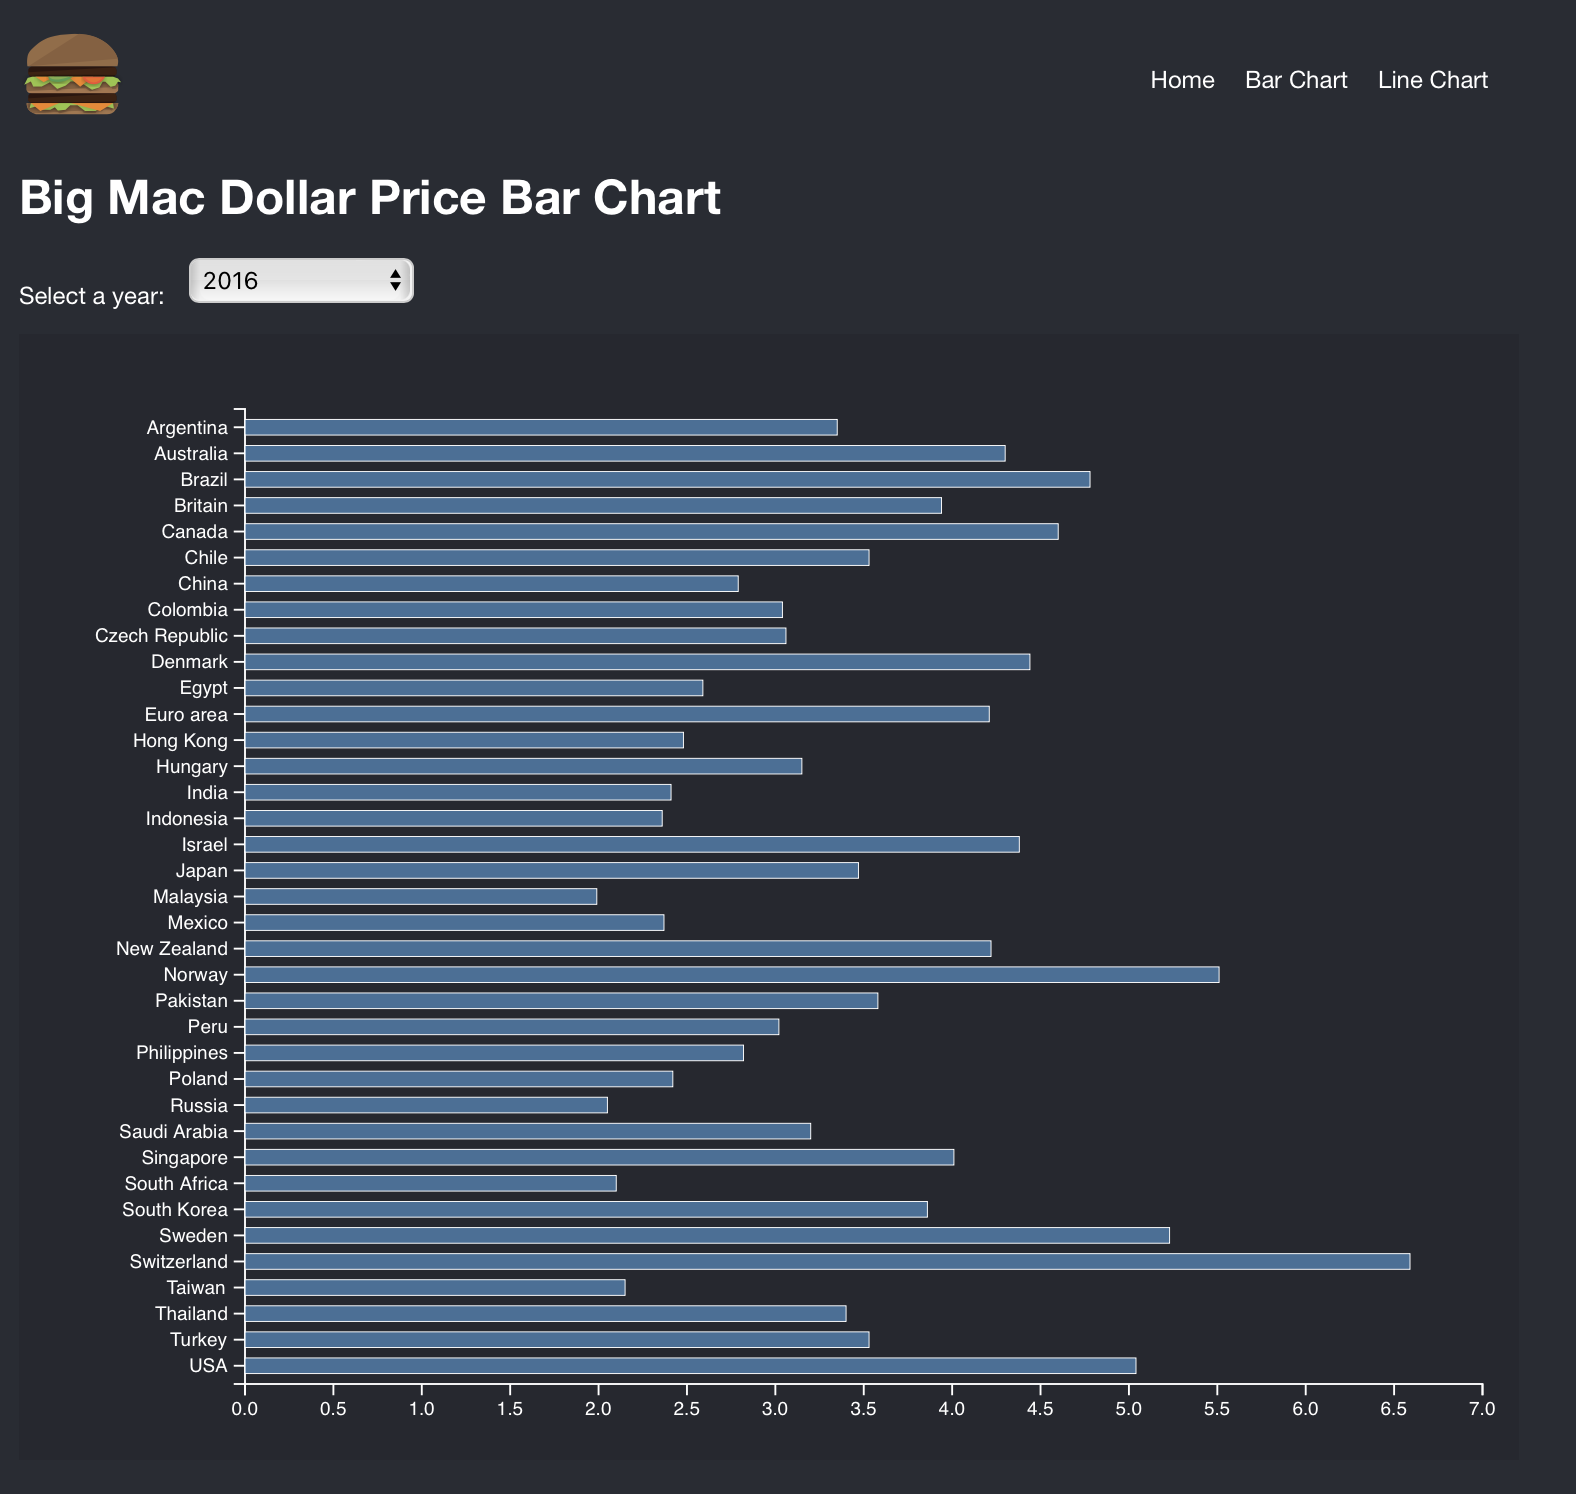 Home Bar Chart Line Chart
Big Mac Dollar Price Bar Chart
Select a year: 2016
Argentina
Australia
Brazil
Britain
Canada
Chile
China
Colombia
Czech Republic
Denmark
Egypt
Euro area
Hong Kong
Hungary
India
Indonesia
Israel
Japan
Malaysia
Mexico
New Zealand
Norway
Pakistan
Peru
Philippines
Poland
Russia
Saudi Arabia
Singapore
South Africa
South Korea
Sweden
Switzerland
Taiwan
Thailand
Turkey
USA
0.0 0.5 1.0 1.5 2.0 2.5 3.0 3.5 4.0 4.5 5.0 5.5 6.0 6.5 7.0